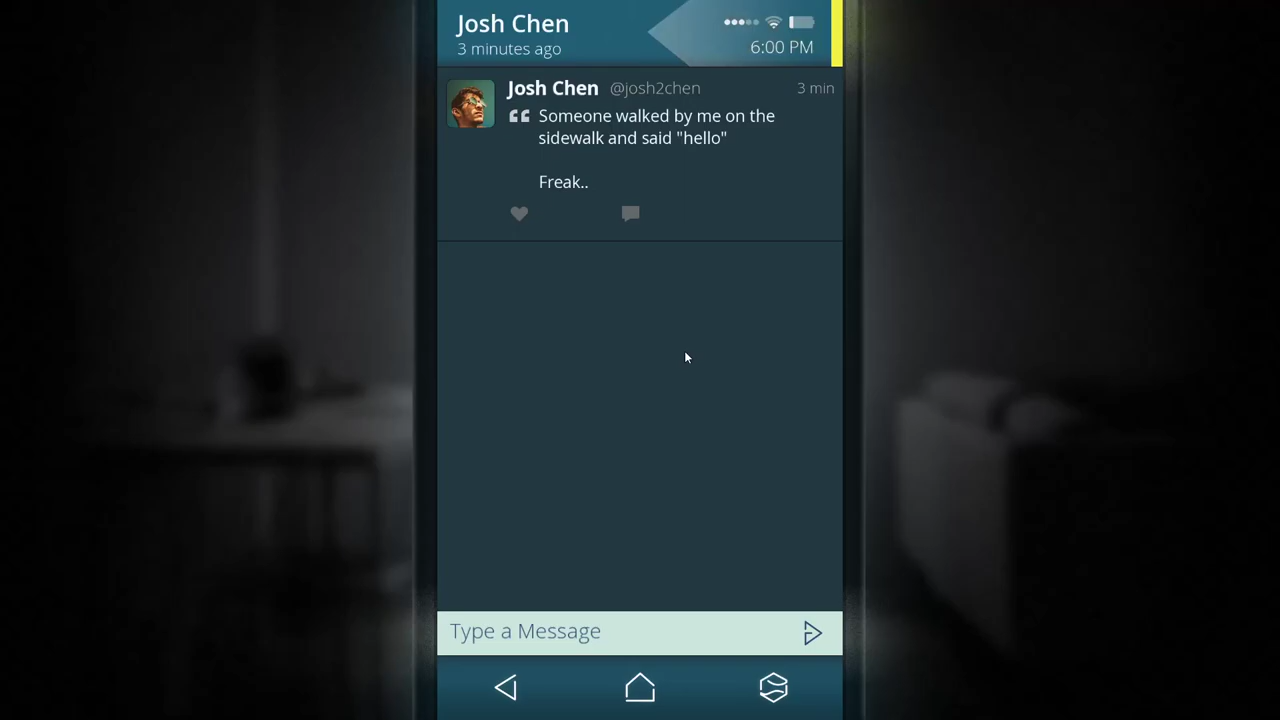 Josh Chen
3 minutes ago
6:00 PM
Josh Chen @josh2chen 3 min
Someone walked by me on the
sidewalk and said "hello"
Freak..
Type a Message